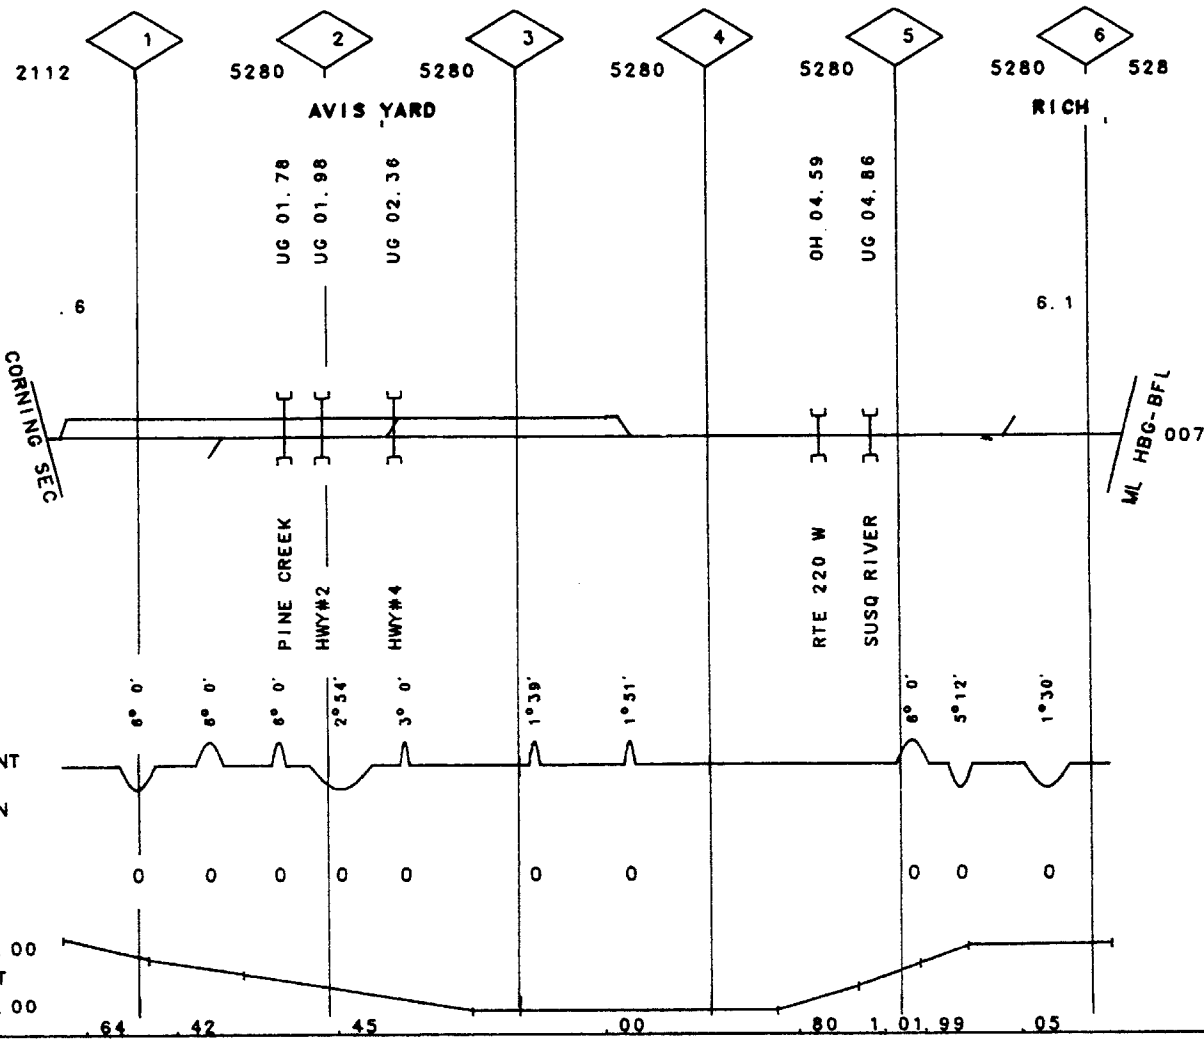 1 2 3 4 5 6
2112 5280 5280 5280 5280 5280 528
AVIS YARD RICH
UG 01.78
UG 01.98
UG 02.36
OH 04.59
UG 04.86
.6 6.1
CORNING SEC
ML HBG-BFL
007
PINE CREEK
HWY#2
HWY#4
RTE 220 W
SUSQ RIVER
6° 0'
8° 0'
6° 0'
2°54'
3° 0'
1°39'
1°51'
6° 0'
5°12'
1°30'
NT
N
0 0 0 0 0 0 0 0 0 0
00
T
00
.64 .42 .45 .00 .80 1.01 .99 .05